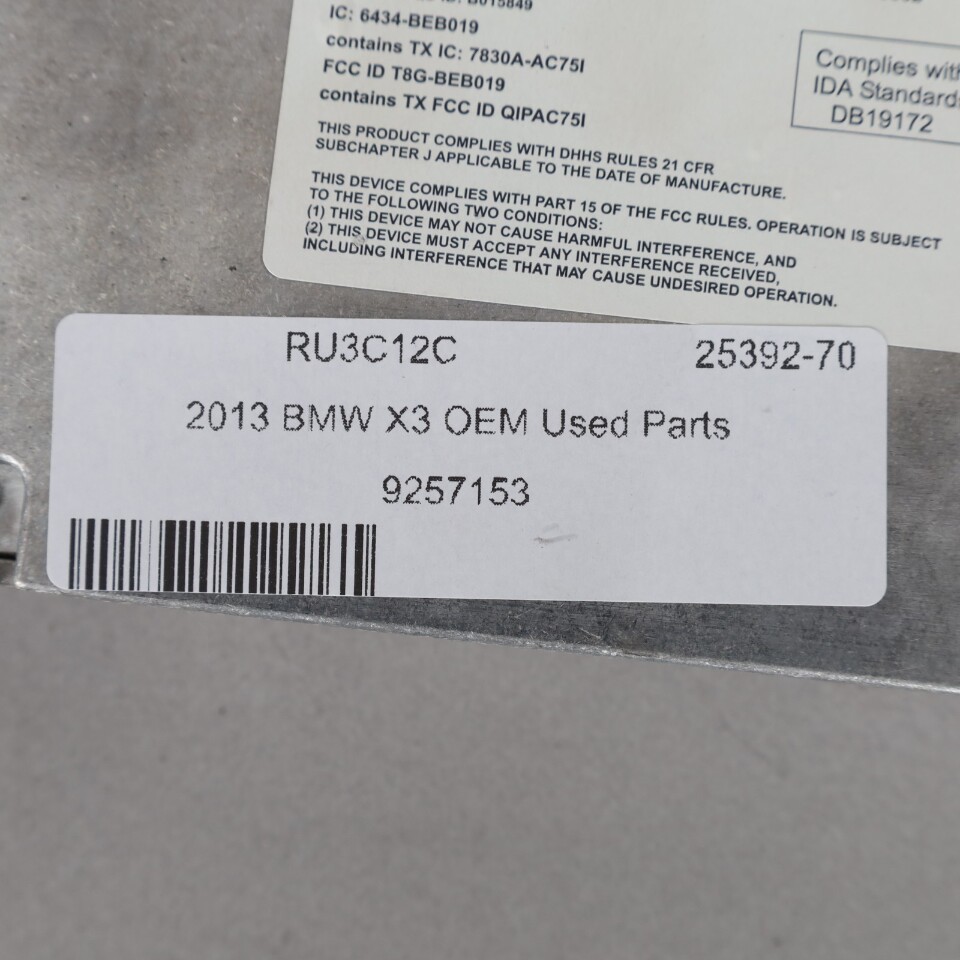 ID: B015849
IC: 6434-BEB019
contains TX IC: 7830A-AC75I
FCC ID T8G-BEB019
contains TX FCC ID QIPAC75I
Complies with
IDA Standards
DB19172
THIS PRODUCT COMPLIES WITH DHHS RULES 21 CFR
SUBCHAPTER J APPLICABLE TO THE DATE OF MANUFACTURE.
THIS DEVICE COMPLIES WITH PART 15 OF THE FCC RULES. OPERATION IS SUBJECT
TO THE FOLLOWING TWO CONDITIONS:
(1) THIS DEVICE MAY NOT CAUSE HARMFUL INTERFERENCE, AND
(2) THIS DEVICE MUST ACCEPT ANY INTERFERENCE RECEIVED,
INCLUDING INTERFERENCE THAT MAY CAUSE UNDESIRED OPERATION.
RU3C12C 25392-70
2013 BMW X3 OEM Used Parts
9257153